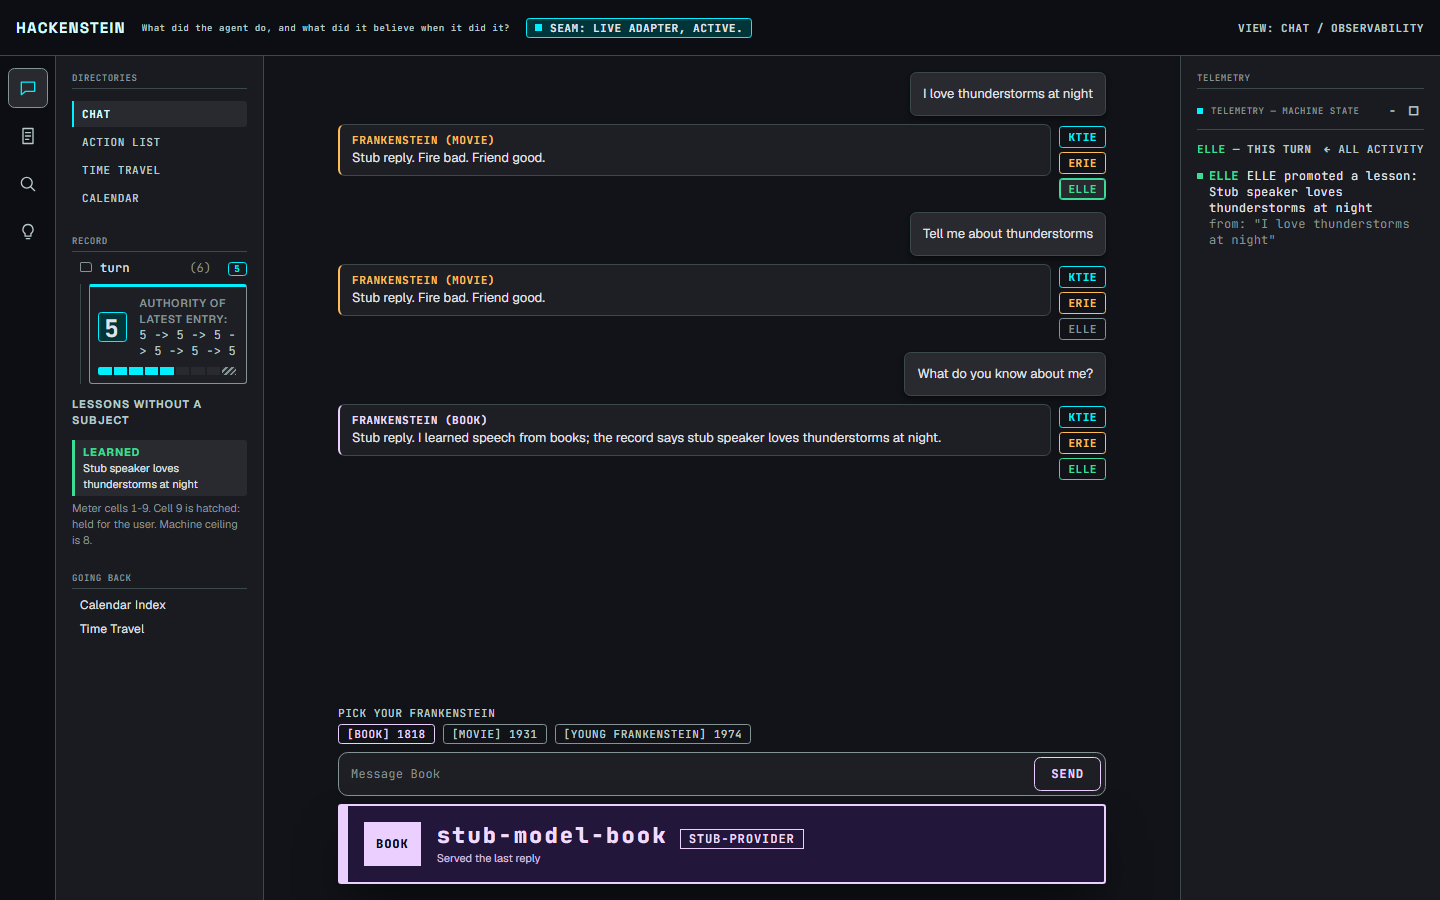 HACKENSTEIN
What did the agent do, and what did it believe when it did it?
SEAM: LIVE ADAPTER, ACTIVE.
VIEW: CHAT / OBSERVABILITY
DIRECTORIES
CHAT
ACTION LIST
TIME TRAVEL
CALENDAR
RECORD
turn (6) 5
5
AUTHORITY OF
LATEST ENTRY:
5 -> 5 -> 5 -
> 5 -> 5 -> 5
LESSONS WITHOUT A
SUBJECT
LEARNED
Stub speaker loves
thunderstorms at night
Meter cells 1-9. Cell 9 is hatched:
held for the user. Machine ceiling
is 8.
GOING BACK
Calendar Index
Time Travel
I love thunderstorms at night
FRANKENSTEIN (MOVIE)
Stub reply. Fire bad. Friend good.
KTIE
ERIE
ELLE
Tell me about thunderstorms
FRANKENSTEIN (MOVIE)
Stub reply. Fire bad. Friend good.
KTIE
ERIE
ELLE
What do you know about me?
FRANKENSTEIN (BOOK)
Stub reply. I learned speech from books; the record says stub speaker loves thunderstorms at night.
KTIE
ERIE
ELLE
PICK YOUR FRANKENSTEIN
[BOOK] 1818
[MOVIE] 1931
[YOUNG FRANKENSTEIN] 1974
Message Book
SEND
BOOK
stub-model-book
STUB-PROVIDER
Served the last reply
TELEMETRY
TELEMETRY — MACHINE STATE
ELLE — THIS TURN ← ALL ACTIVITY
ELLE ELLE promoted a lesson:
Stub speaker loves
thunderstorms at night
from: "I love thunderstorms
at night"